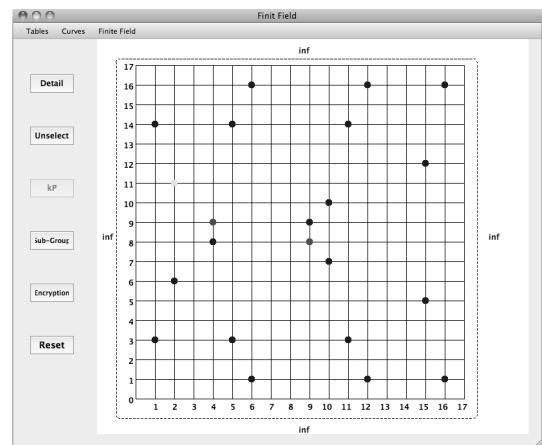 Finit Field
Tables Curves Finite Field
inf
Detail
Unselect
kP
Sub-Group
Encryption
Reset
inf
inf
17
16
15
14
13
12
11
10
9
8
7
6
5
4
3
2
1
0
1 2 3 4 5 6 7 8 9 10 11 12 13 14 15 16 17
inf